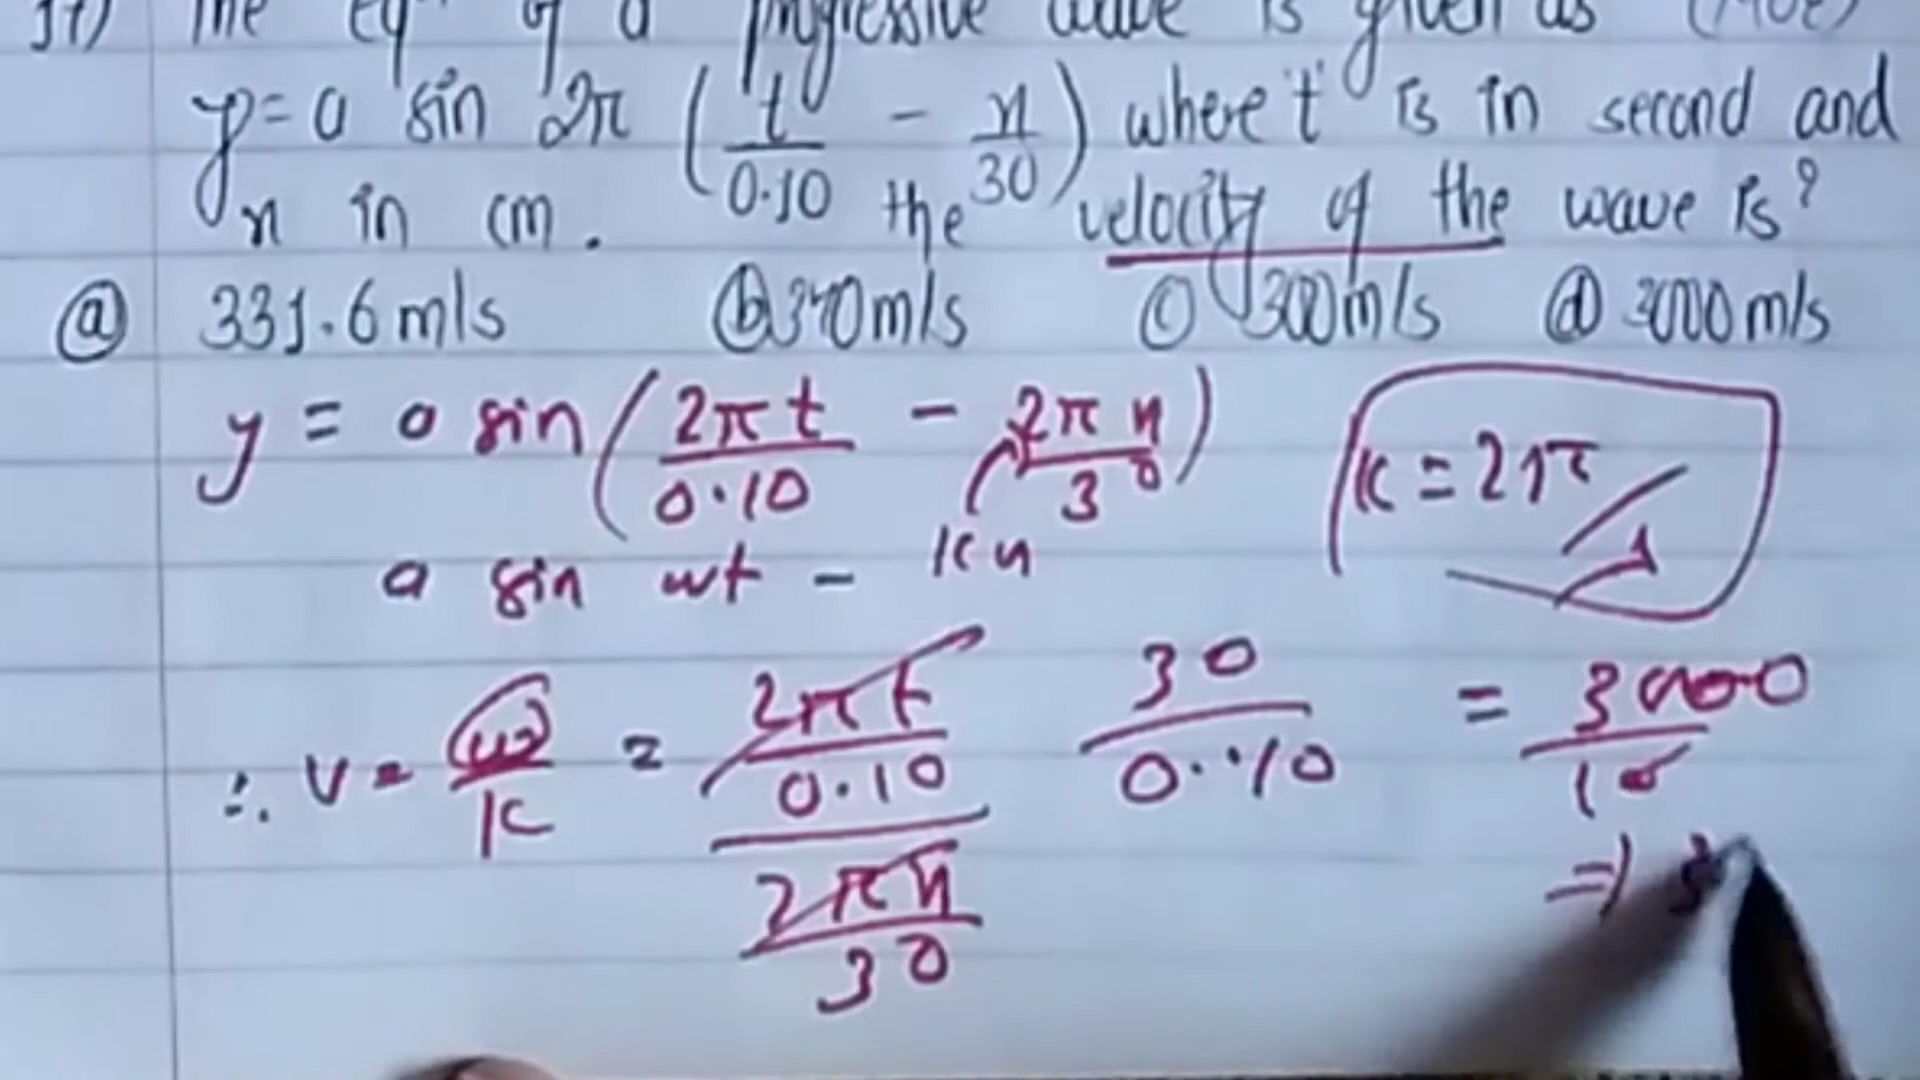 The eqⁿ of a progressive wave is given as (MOE)
y = a sin 2π (t/0.10 - x/30) where 't' is in second and
x in cm. the velocity of the wave is?
(a) 331.6 m/s (b) 340 m/s (c) 300 m/s (d) 3000 m/s
y = a sin (2πt/0.10 - 2πx/30) K = 2π/λ
a sin wt - Kx
∴ v = w/K = 2πt/0.10 / 2πx/30 30/0.10 = 3000/10
⇒